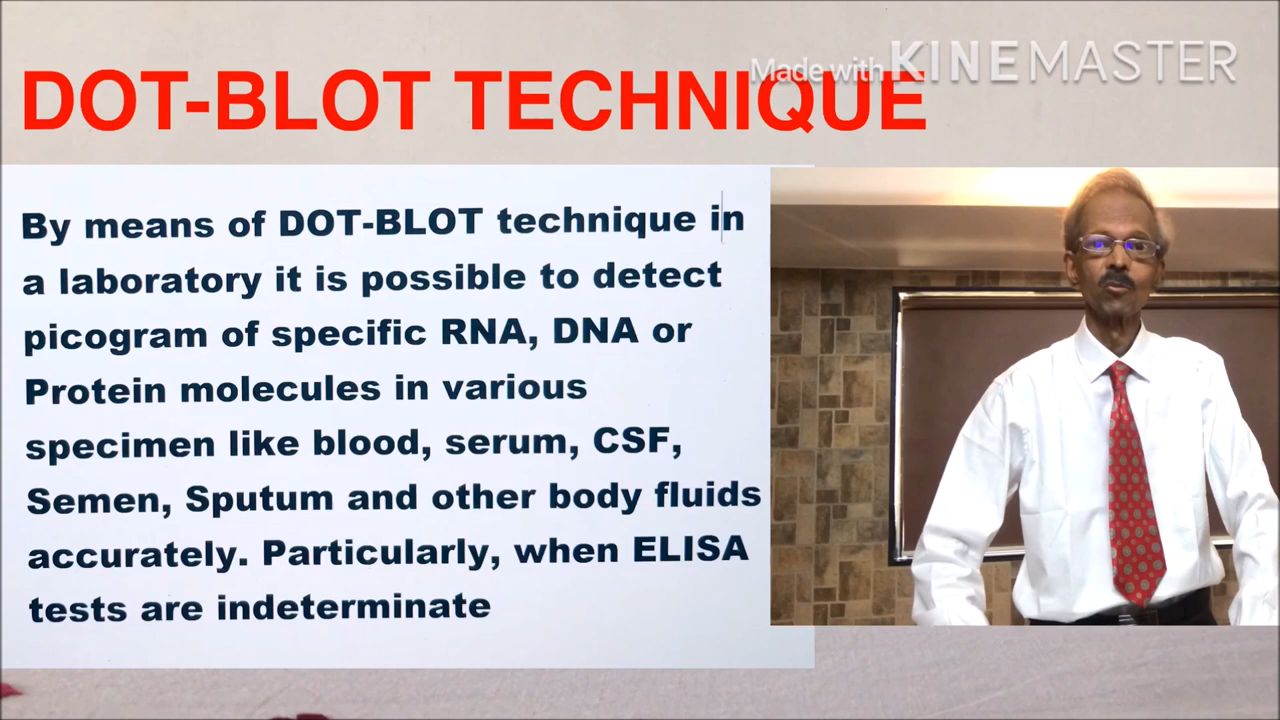 Made with KINEMASTER
DOT-BLOT TECHNIQUE
By means of DOT-BLOT technique in
a laboratory it is possible to detect
picogram of specific RNA, DNA or
Protein molecules in various
specimen like blood, serum, CSF,
Semen, Sputum and other body fluids
accurately. Particularly, when ELISA
tests are indeterminate